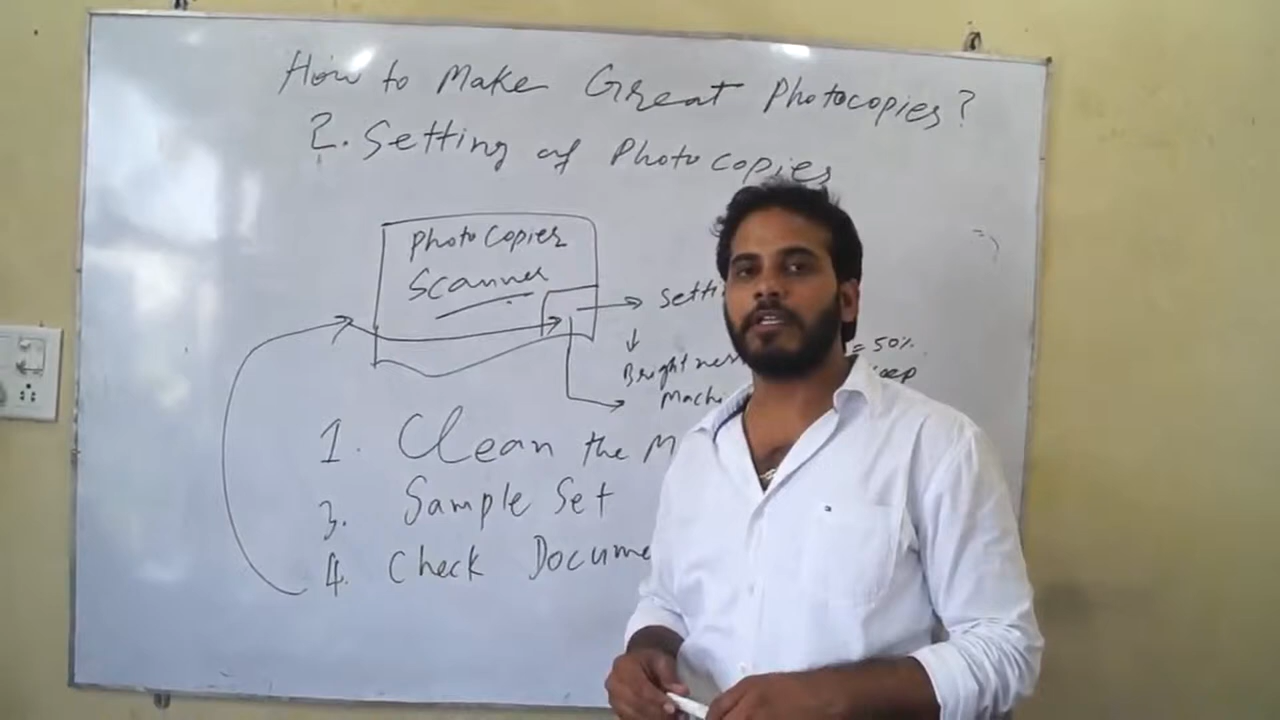 How to Make Great Photocopies?
2. Setting of Photocopies
Photo Copier
Scanner
Setti
Brightness = 50%
Mach
1. Clean the M
3. Sample Set
4. Check Docume